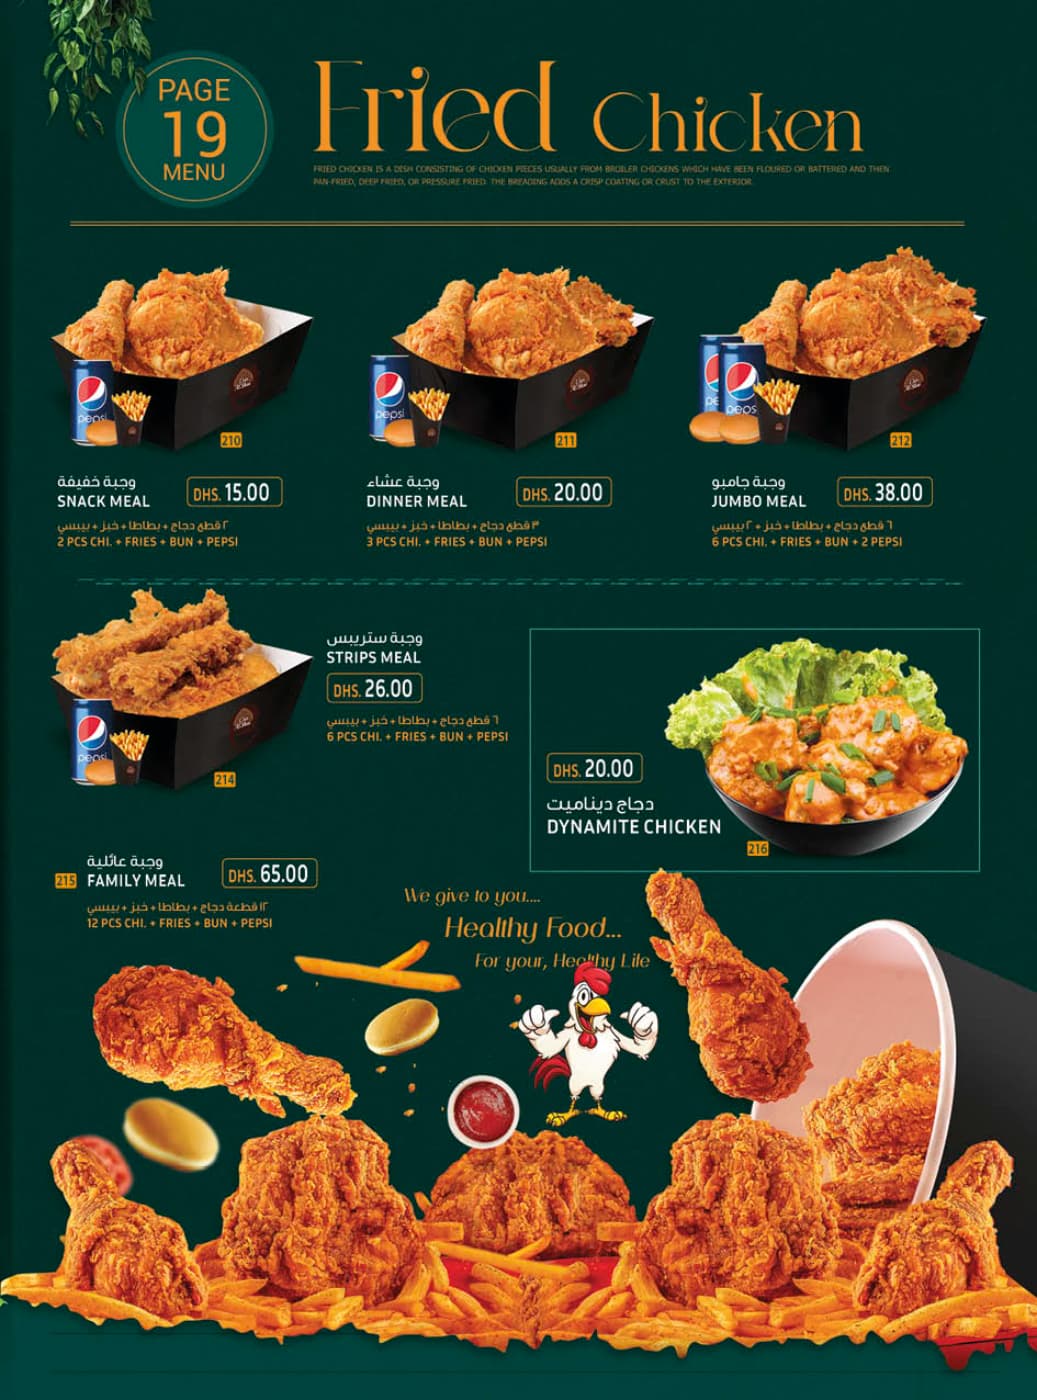 PAGE
19
MENU
Fried Chicken
FRIED CHICKEN IS A DISH CONSISTING OF CHICKEN PIECES USUALLY FROM BROILER CHICKENS WHICH HAVE BEEN FLOURED OR BATTERED AND THEN
PAN-FRIED, DEEP FRIED, OR PRESSURE FRIED. THE BREADING ADDS A CRISP COATING OR CRUST TO THE EXTERIOR.
pepsi
210
وجبة خفيفة
SNACK MEAL
DHS. 15.00
٢ قطع دجاج + بطاطا + خبز + بيبسي
2 PCS CHI. + FRIES + BUN + PEPSI
pepsi
211
وجبة عشاء
DINNER MEAL
DHS. 20.00
٣ قطع دجاج + بطاطا + خبز + بيبسي
3 PCS CHI. + FRIES + BUN + PEPSI
pe
peps
212
وجبة جامبو
JUMBO MEAL
DHS. 38.00
٦ قطع دجاج + بطاطا + خبز + ٢ بيبسي
6 PCS CHI. + FRIES + BUN + 2 PEPSI
pepsi
214
وجبة ستريبس
STRIPS MEAL
DHS. 26.00
٦ قطع دجاج + بطاطا + خبز + بيبسي
6 PCS CHI. + FRIES + BUN + PEPSI
DHS. 20.00
دجاج ديناميت
DYNAMITE CHICKEN
216
215
وجبة عائلية
FAMILY MEAL
DHS. 65.00
١٢ قطعة دجاج + بطاطا + خبز + بيبسي
12 PCS CHI. + FRIES + BUN + PEPSI
We give to you....
Healthy Food...
For your, Healthy Life